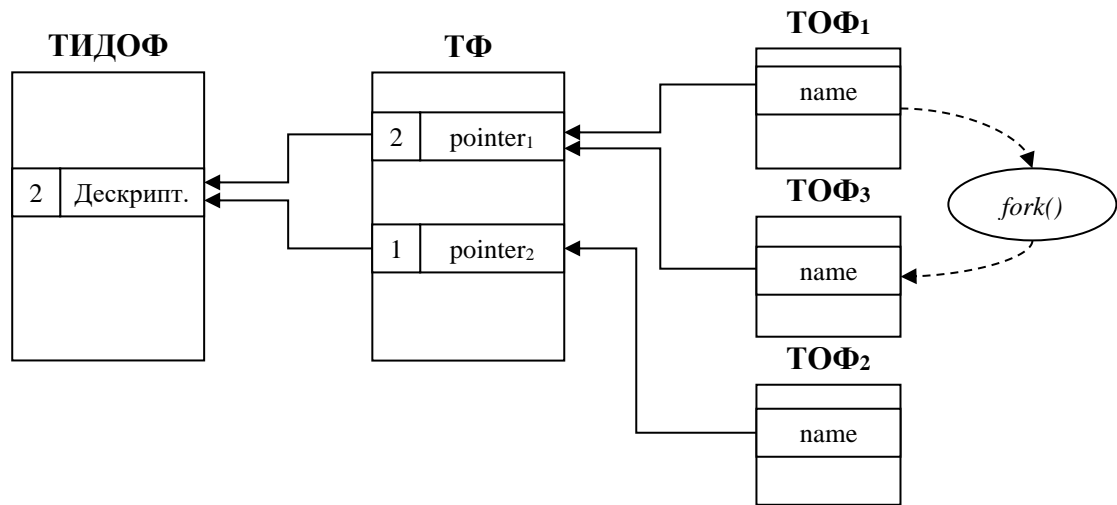 ТИДОФ
ТФ
ТОФ₁
name
2 pointer₁
2 Дескрипт.
ТОФ₃
fork()
1 pointer₂
name
ТОФ₂
name